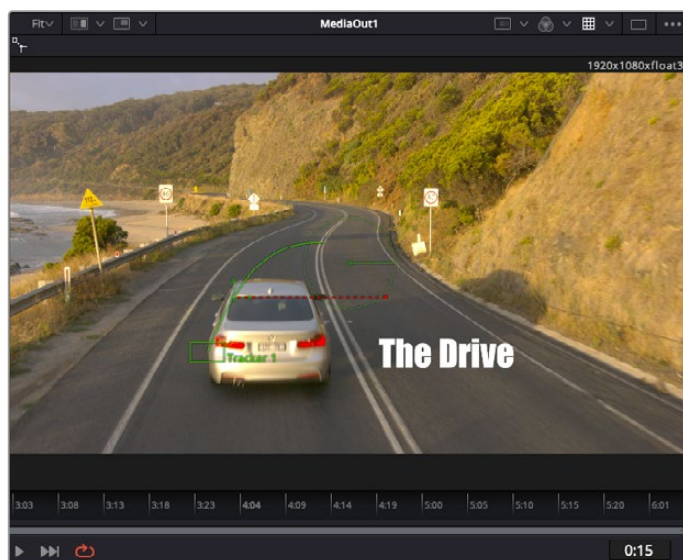 Fit
MediaOut1
1920x1080xfloat3
60
Tracker 1
The Drive
3:03 3:08 3:13 3:18 3:23 4:04 4:09 4:14 4:19 5:00 5:05 5:10 5:15 5:20 6:01
0:15